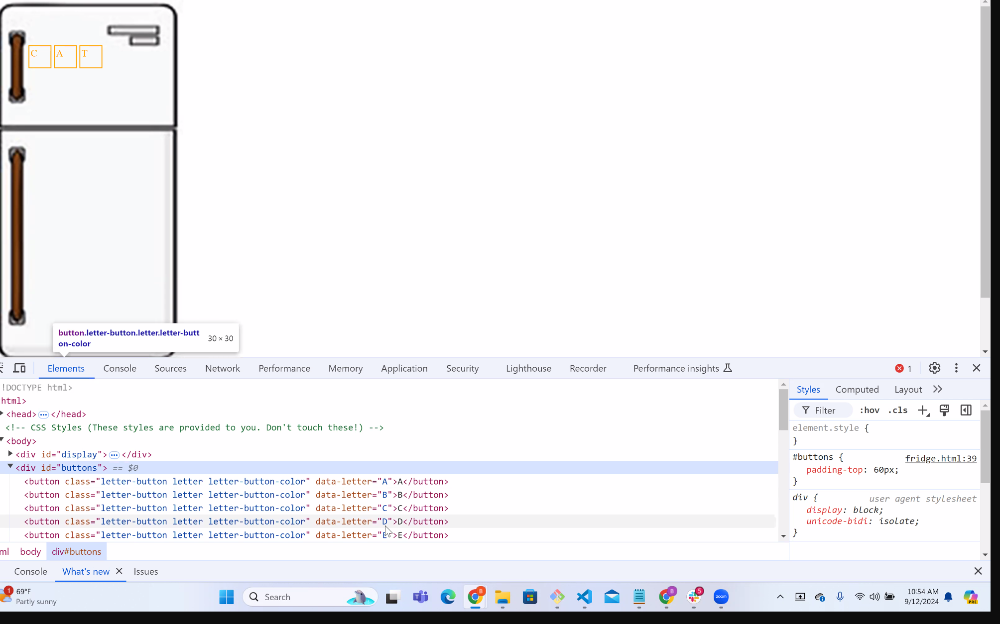 C A T
button.letter-button.letter.letter-butt
on-color
30 × 30
Elements Console Sources Network Performance Memory Application Security Lighthouse Recorder Performance insights 1
!DOCTYPE html>
html>
<head> ••• </head>
<!-- CSS Styles (These styles are provided to you. Don't touch these!) -->
<body>
<div id="display"> ••• </div>
<div id="buttons"> == $0
<button class="letter-button letter letter-button-color" data-letter="A">A</button>
<button class="letter-button letter letter-button-color" data-letter="B">B</button>
<button class="letter-button letter letter-button-color" data-letter="C">C</button>
<button class="letter-button letter letter-button-color" data-letter="D">D</button>
<button class="letter-button letter letter-button-color" data-letter="E">E</button>
Styles Computed Layout
Filter :hov .cls
element.style {
}
#buttons { fridge.html:39
padding-top: 60px;
}
div { user agent stylesheet
display: block;
unicode-bidi: isolate;
}
ml body div#buttons
Console What's new Issues
1 69°F
Partly sunny
Search
B
B
5
zoom
10:54 AM
9/12/2024
PRE